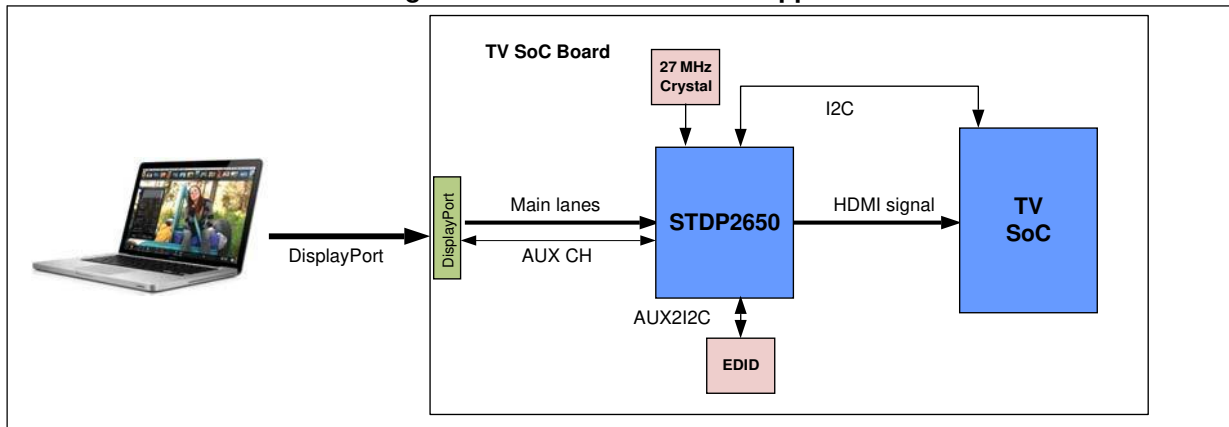 TV SoC Board
27 MHz
Crystal
I2C
DisplayPort
Main lanes
STDP2650
HDMI signal
TV
SoC
DisplayPort
AUX CH
AUX2I2C
EDID